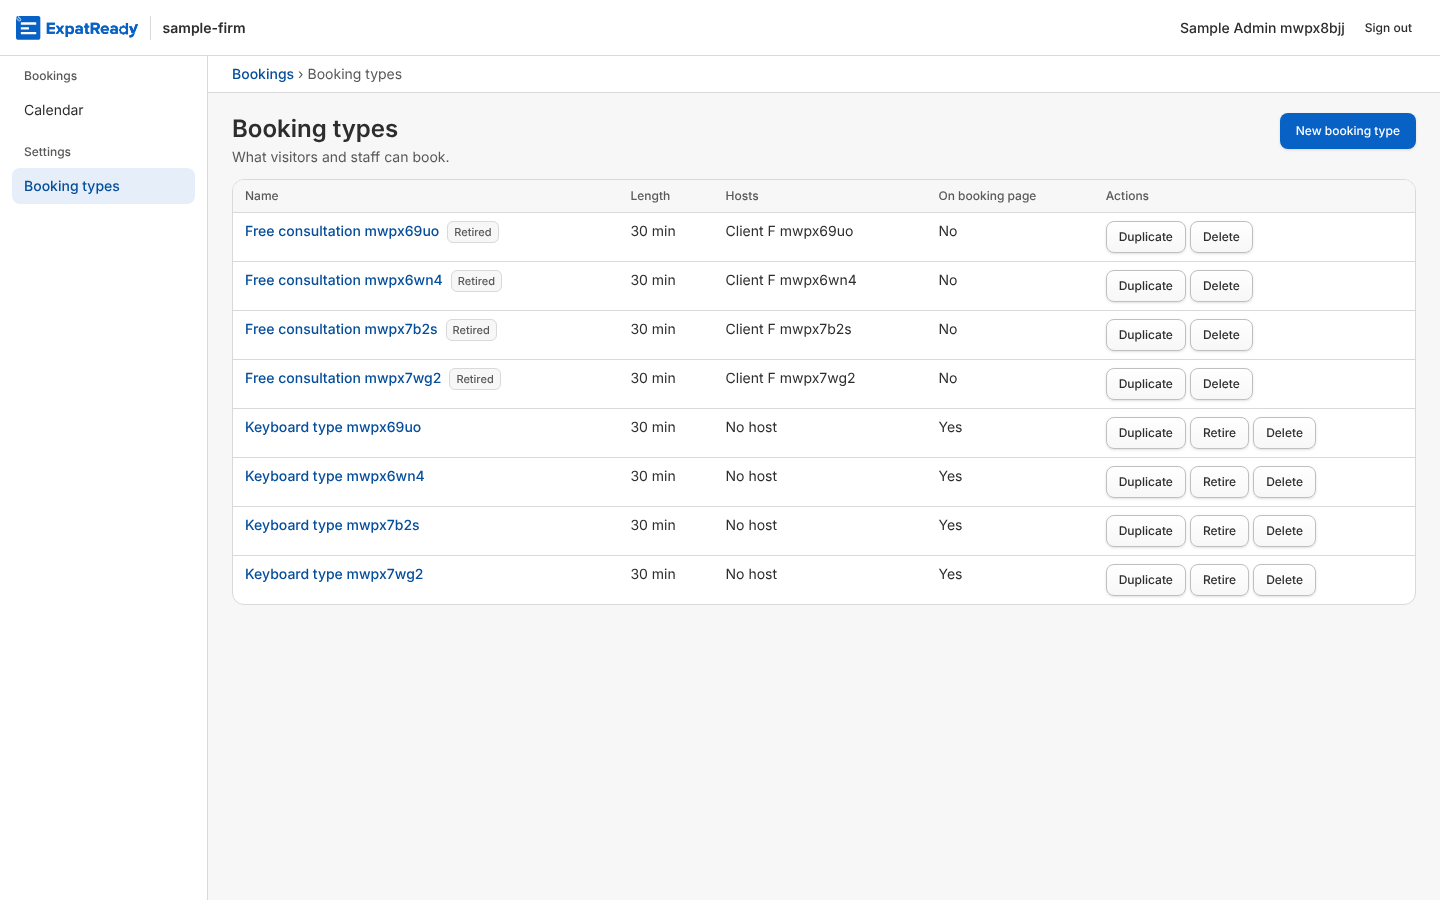 ExpatReady sample-firm Sample Admin mwpx8bjj Sign out
Bookings
Calendar
Settings
Booking types
Bookings › Booking types
Booking types
What visitors and staff can book.
New booking type
Name Length Hosts On booking page Actions
Free consultation mwpx69uo Retired 30 min Client F mwpx69uo No Duplicate Delete
Free consultation mwpx6wn4 Retired 30 min Client F mwpx6wn4 No Duplicate Delete
Free consultation mwpx7b2s Retired 30 min Client F mwpx7b2s No Duplicate Delete
Free consultation mwpx7wg2 Retired 30 min Client F mwpx7wg2 No Duplicate Delete
Keyboard type mwpx69uo 30 min No host Yes Duplicate Retire Delete
Keyboard type mwpx6wn4 30 min No host Yes Duplicate Retire Delete
Keyboard type mwpx7b2s 30 min No host Yes Duplicate Retire Delete
Keyboard type mwpx7wg2 30 min No host Yes Duplicate Retire Delete